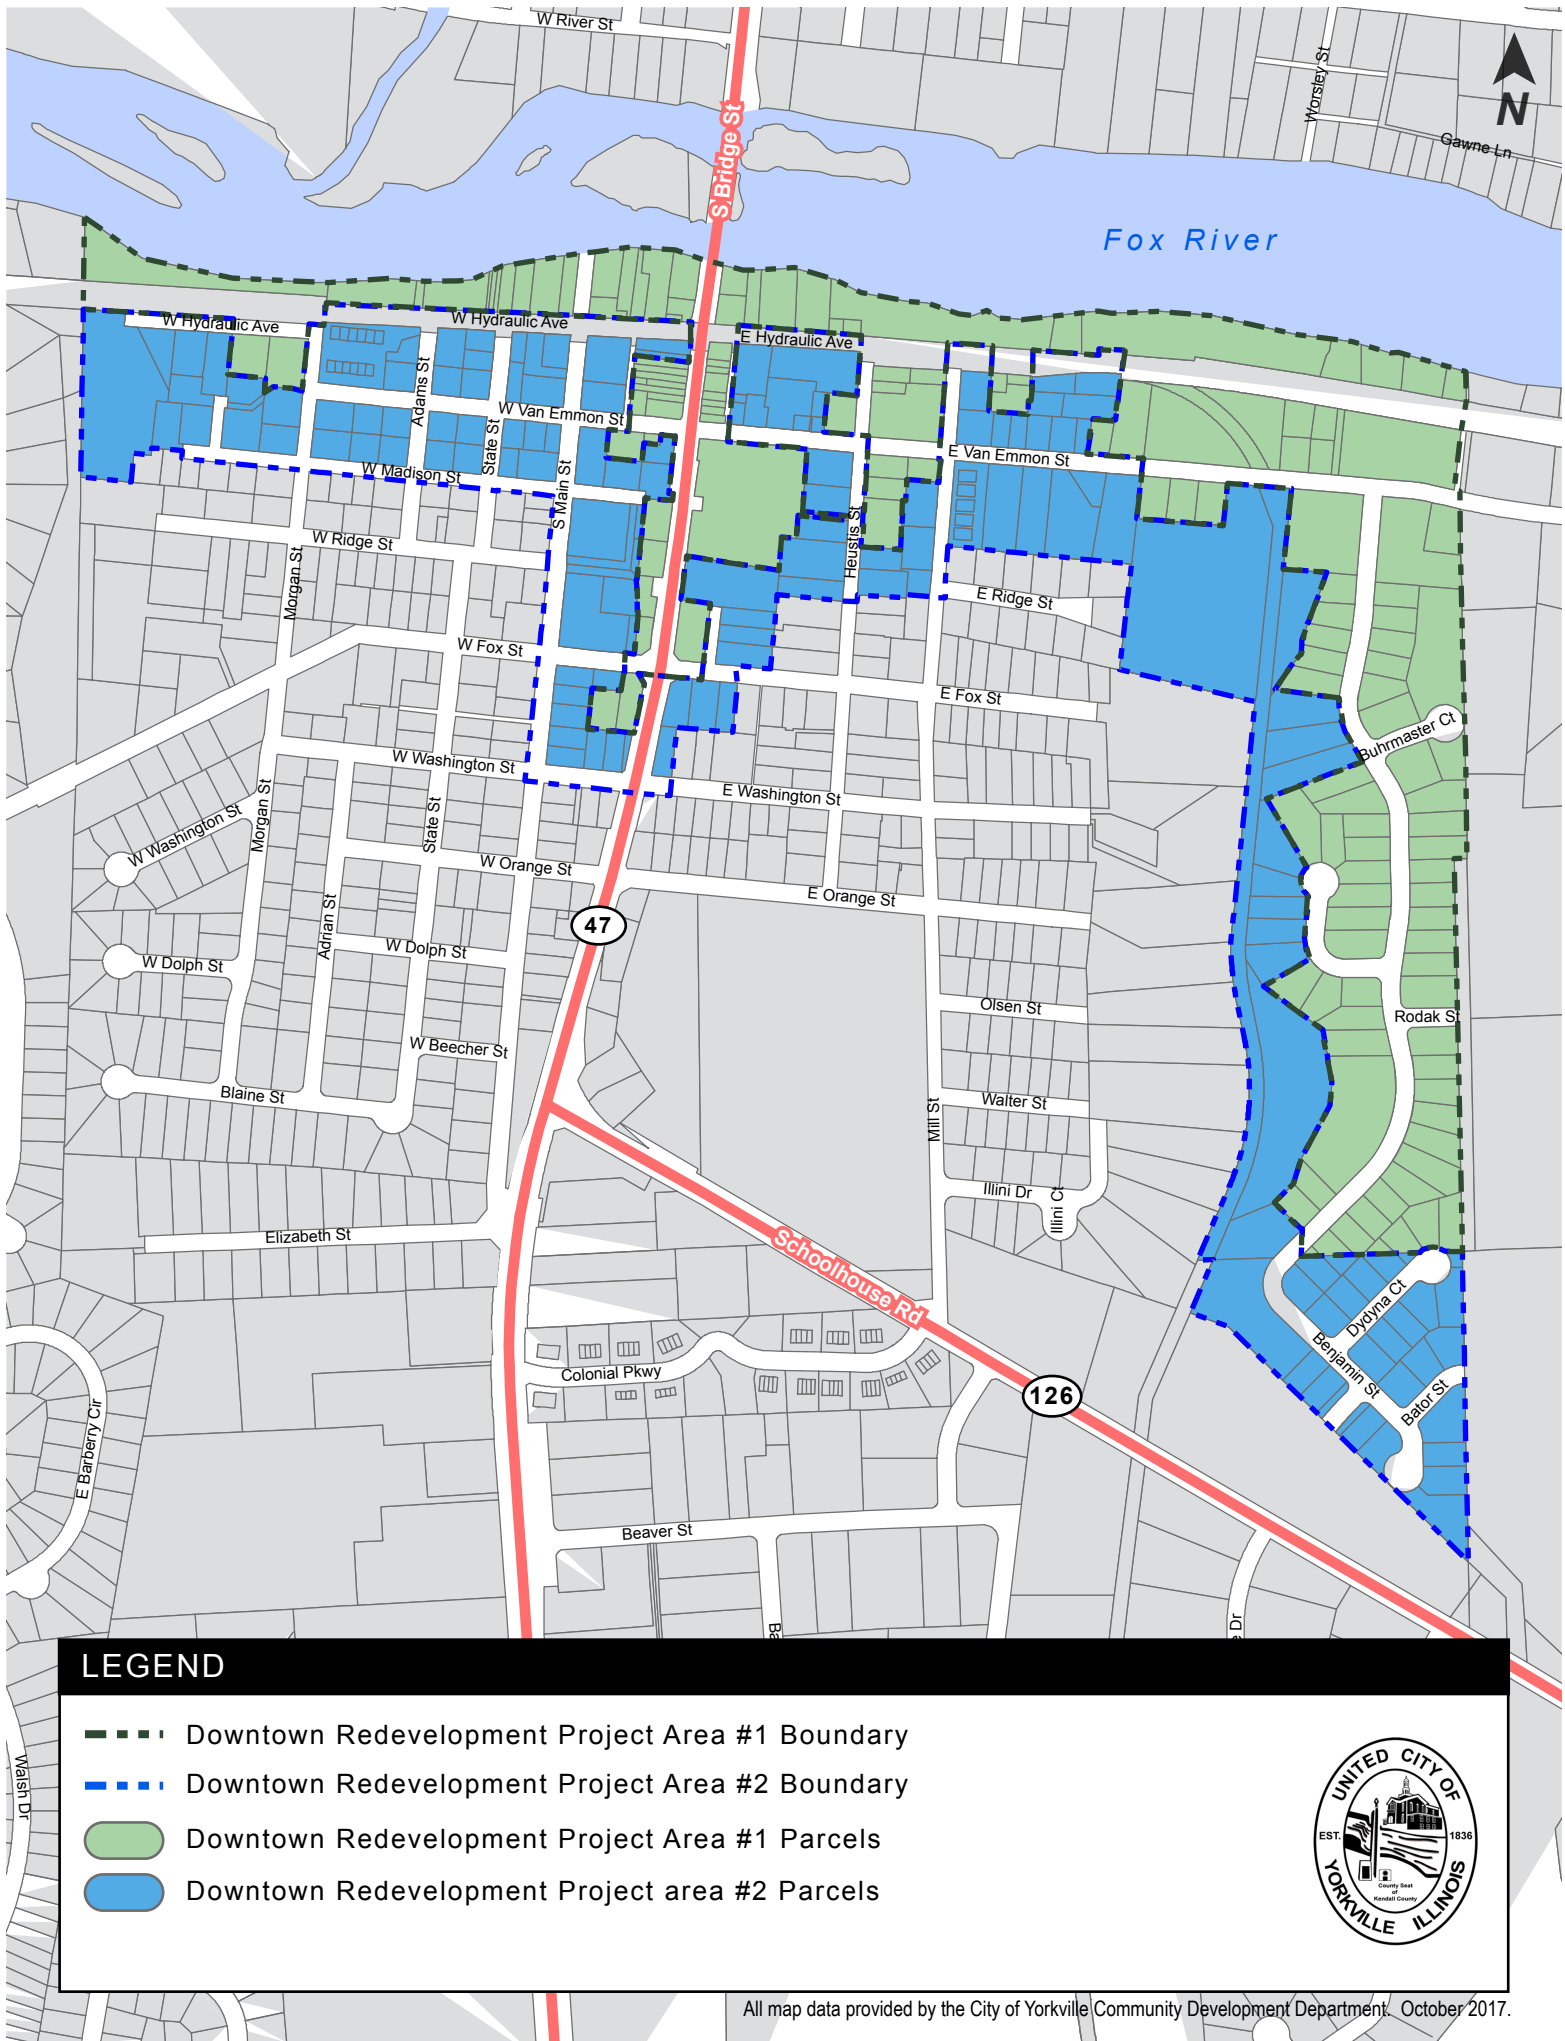 W River St
S Bridge St
Worsley St
Gawne Ln
N
Fox River
W Hydraulic Ave
W Hydraulic Ave
E Hydraulic Ave
Adams St
W Van Emmon St
State St
E Van Emmon St
W Madison St
S Main St
W Ridge St
Heustis St
Morgan St
E Ridge St
W Fox St
E Fox St
Buhrmaster Ct
W Washington St
E Washington St
W Washington St
Morgan St
State St
W Orange St
E Orange St
47
Adrian St
W Dolph St
W Dolph St
Olsen St
Rodak St
W Beecher St
Blaine St
Walter St
Mill St
Illini Dr
Illini Ct
Elizabeth St
Schoolhouse Rd
Dydyna Ct
Benjamin St
Bator St
Colonial Pkwy
126
E Barberry Cir
Beaver St
Ba
e Dr
Walsh Dr
LEGEND
Downtown Redevelopment Project Area #1 Boundary
Downtown Redevelopment Project Area #2 Boundary
Downtown Redevelopment Project Area #1 Parcels
Downtown Redevelopment Project area #2 Parcels
UNITED CITY OF
EST. 1836
County Seat
of
Kendall County
YORKVILLE ILLINOIS
All map data provided by the City of Yorkville Community Development Department. October 2017.